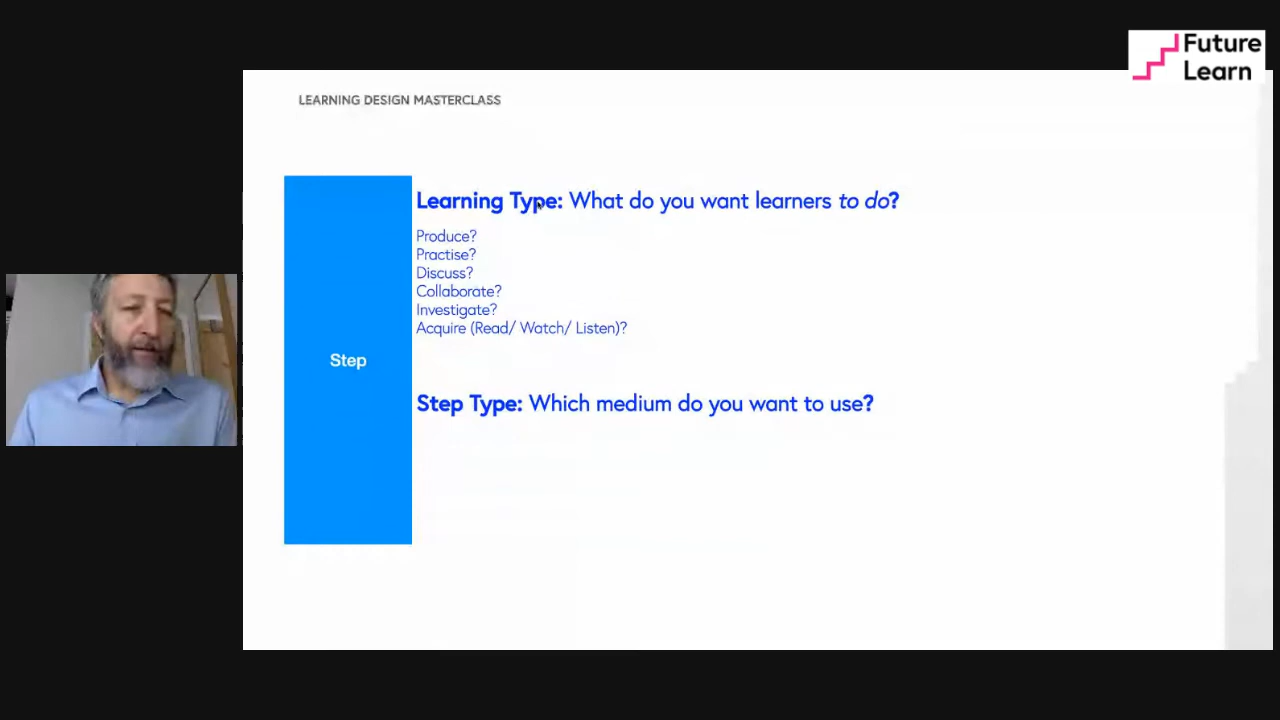 Future
Learn
LEARNING DESIGN MASTERCLASS
Step
Learning Type: What do you want learners to do?
Produce?
Practise?
Discuss?
Collaborate?
Investigate?
Acquire (Read/ Watch/ Listen)?
Step Type: Which medium do you want to use?